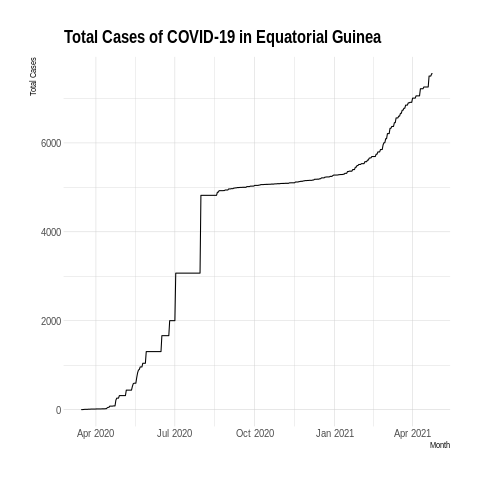 Total Cases of COVID-19 in Equatorial Guinea
Total Cases
6000
4000
2000
0
Apr 2020 Jul 2020 Oct 2020 Jan 2021 Apr 2021
Month